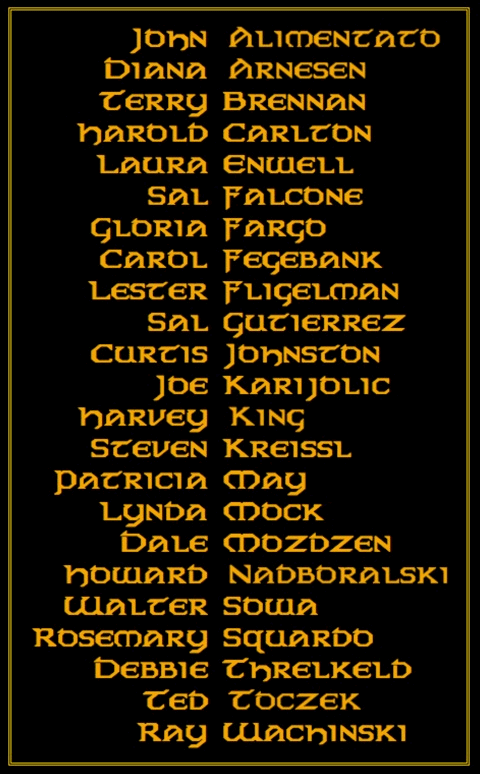 John Alimentato
Diana Arnesen
Terry Brennan
Harold Carlton
Laura Enwell
Sal Falcone
Gloria Fargo
Carol Fegebank
Lester Fligelman
Sal Gutierrez
Curtis Johnston
Joe Karijolic
Harvey King
Steven Kreissl
Patricia May
Lynda Mock
Dale Mozdzen
Howard Nadboralski
Walter Sowa
Rosemary Squardo
Debbie Threlkeld
Ted Toczek
Ray Wachinski